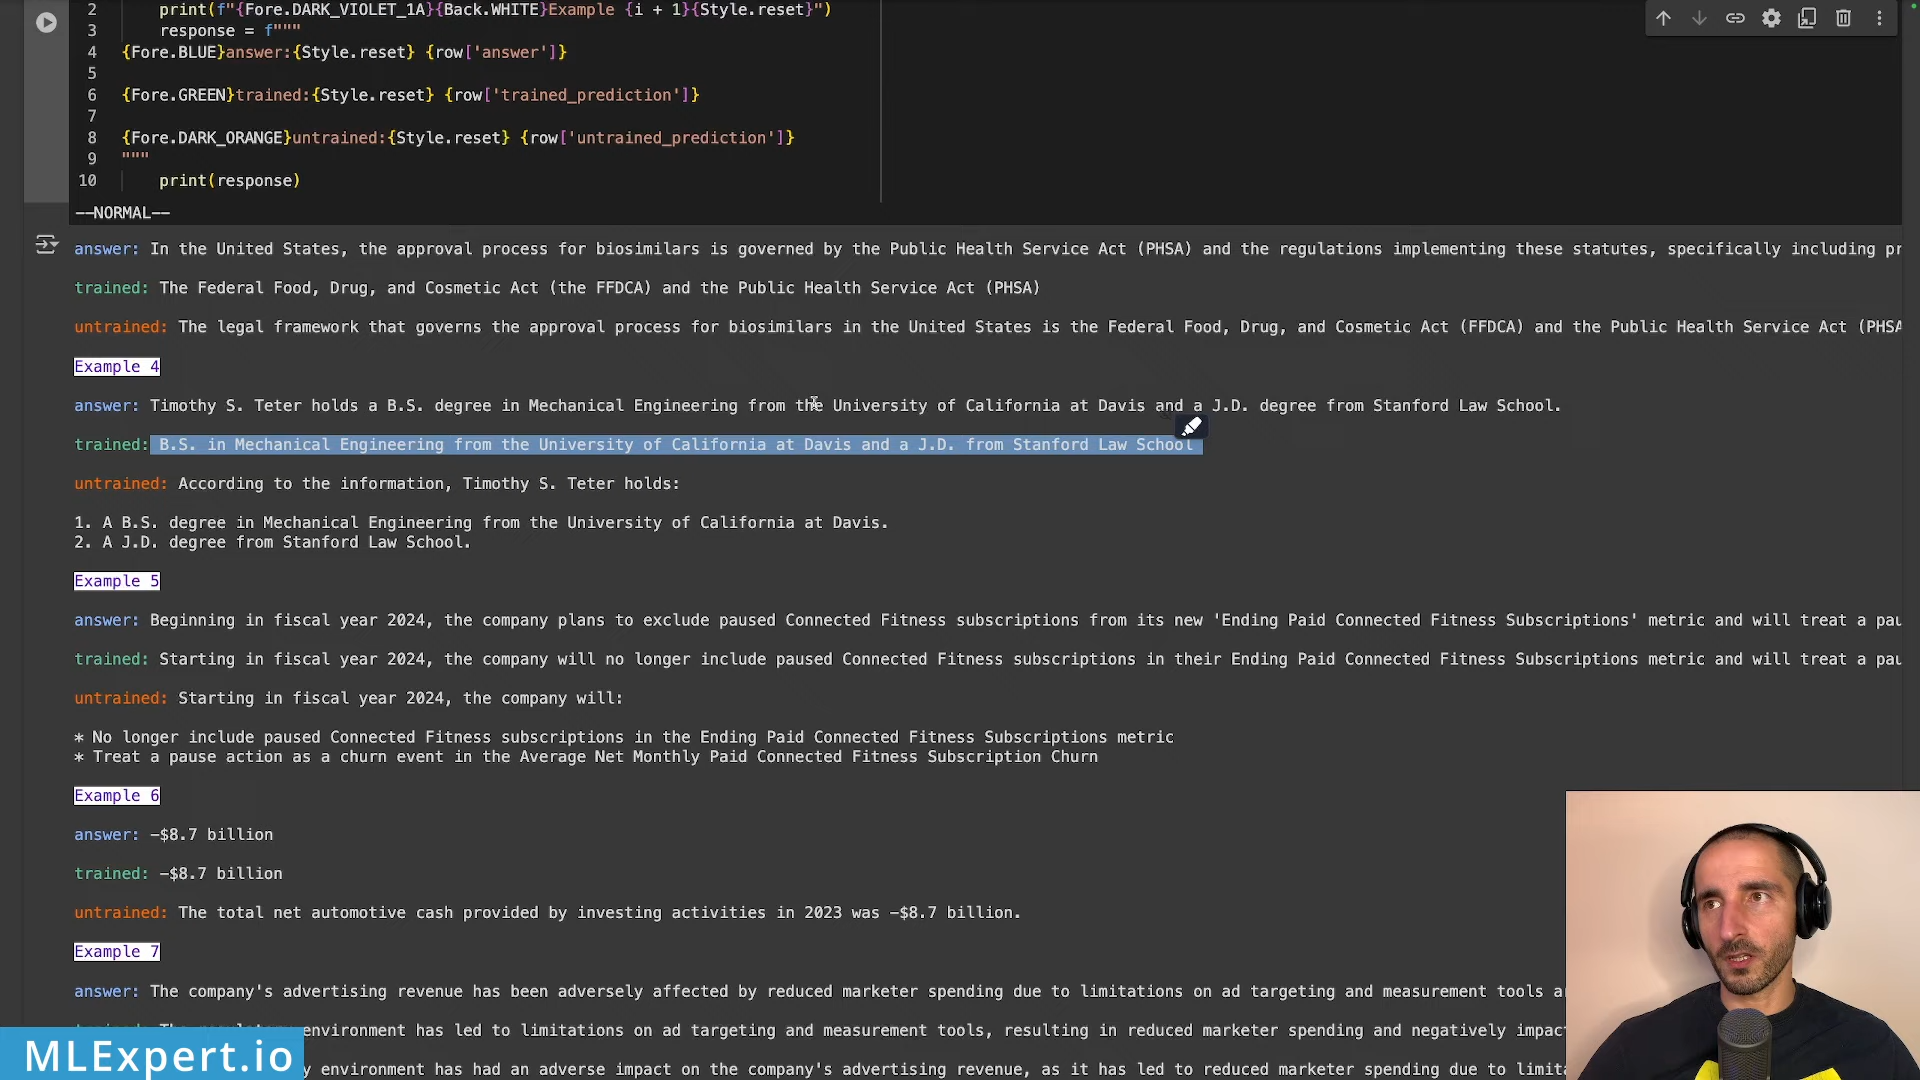 2 print(f"{Fore.DARK_VIOLET_1A}{Back.WHITE}Example {i + 1}{Style.reset}")
3 response = f"""
4 {Fore.BLUE}answer:{Style.reset} {row['answer']}
5
6 {Fore.GREEN}trained:{Style.reset} {row['trained_prediction']}
7
8 {Fore.DARK_ORANGE}untrained:{Style.reset} {row['untrained_prediction']}
9 """
10 print(response)
--NORMAL--
answer: In the United States, the approval process for biosimilars is governed by the Public Health Service Act (PHSA) and the regulations implementing these statutes, specifically including pr
trained: The Federal Food, Drug, and Cosmetic Act (the FFDCA) and the Public Health Service Act (PHSA)
untrained: The legal framework that governs the approval process for biosimilars in the United States is the Federal Food, Drug, and Cosmetic Act (FFDCA) and the Public Health Service Act (PHSA
Example 4
answer: Timothy S. Teter holds a B.S. degree in Mechanical Engineering from the University of California at Davis and a J.D. degree from Stanford Law School.
trained: B.S. in Mechanical Engineering from the University of California at Davis and a J.D. from Stanford Law School
untrained: According to the information, Timothy S. Teter holds:
1. A B.S. degree in Mechanical Engineering from the University of California at Davis.
2. A J.D. degree from Stanford Law School.
Example 5
answer: Beginning in fiscal year 2024, the company plans to exclude paused Connected Fitness subscriptions from its new 'Ending Paid Connected Fitness Subscriptions' metric and will treat a pau
trained: Starting in fiscal year 2024, the company will no longer include paused Connected Fitness subscriptions in their Ending Paid Connected Fitness Subscriptions metric and will treat a pau
untrained: Starting in fiscal year 2024, the company will:
* No longer include paused Connected Fitness subscriptions in the Ending Paid Connected Fitness Subscriptions metric
* Treat a pause action as a churn event in the Average Net Monthly Paid Connected Fitness Subscription Churn
Example 6
answer: -$8.7 billion
trained: -$8.7 billion
untrained: The total net automotive cash provided by investing activities in 2023 was -$8.7 billion.
Example 7
answer: The company's advertising revenue has been adversely affected by reduced marketer spending due to limitations on ad targeting and measurement tools a
environment has led to limitations on ad targeting and measurement tools, resulting in reduced marketer spending and negatively impac
environment has had an adverse impact on the company's advertising revenue, as it has led to reduced marketer spending due to limita
MLExpert.io